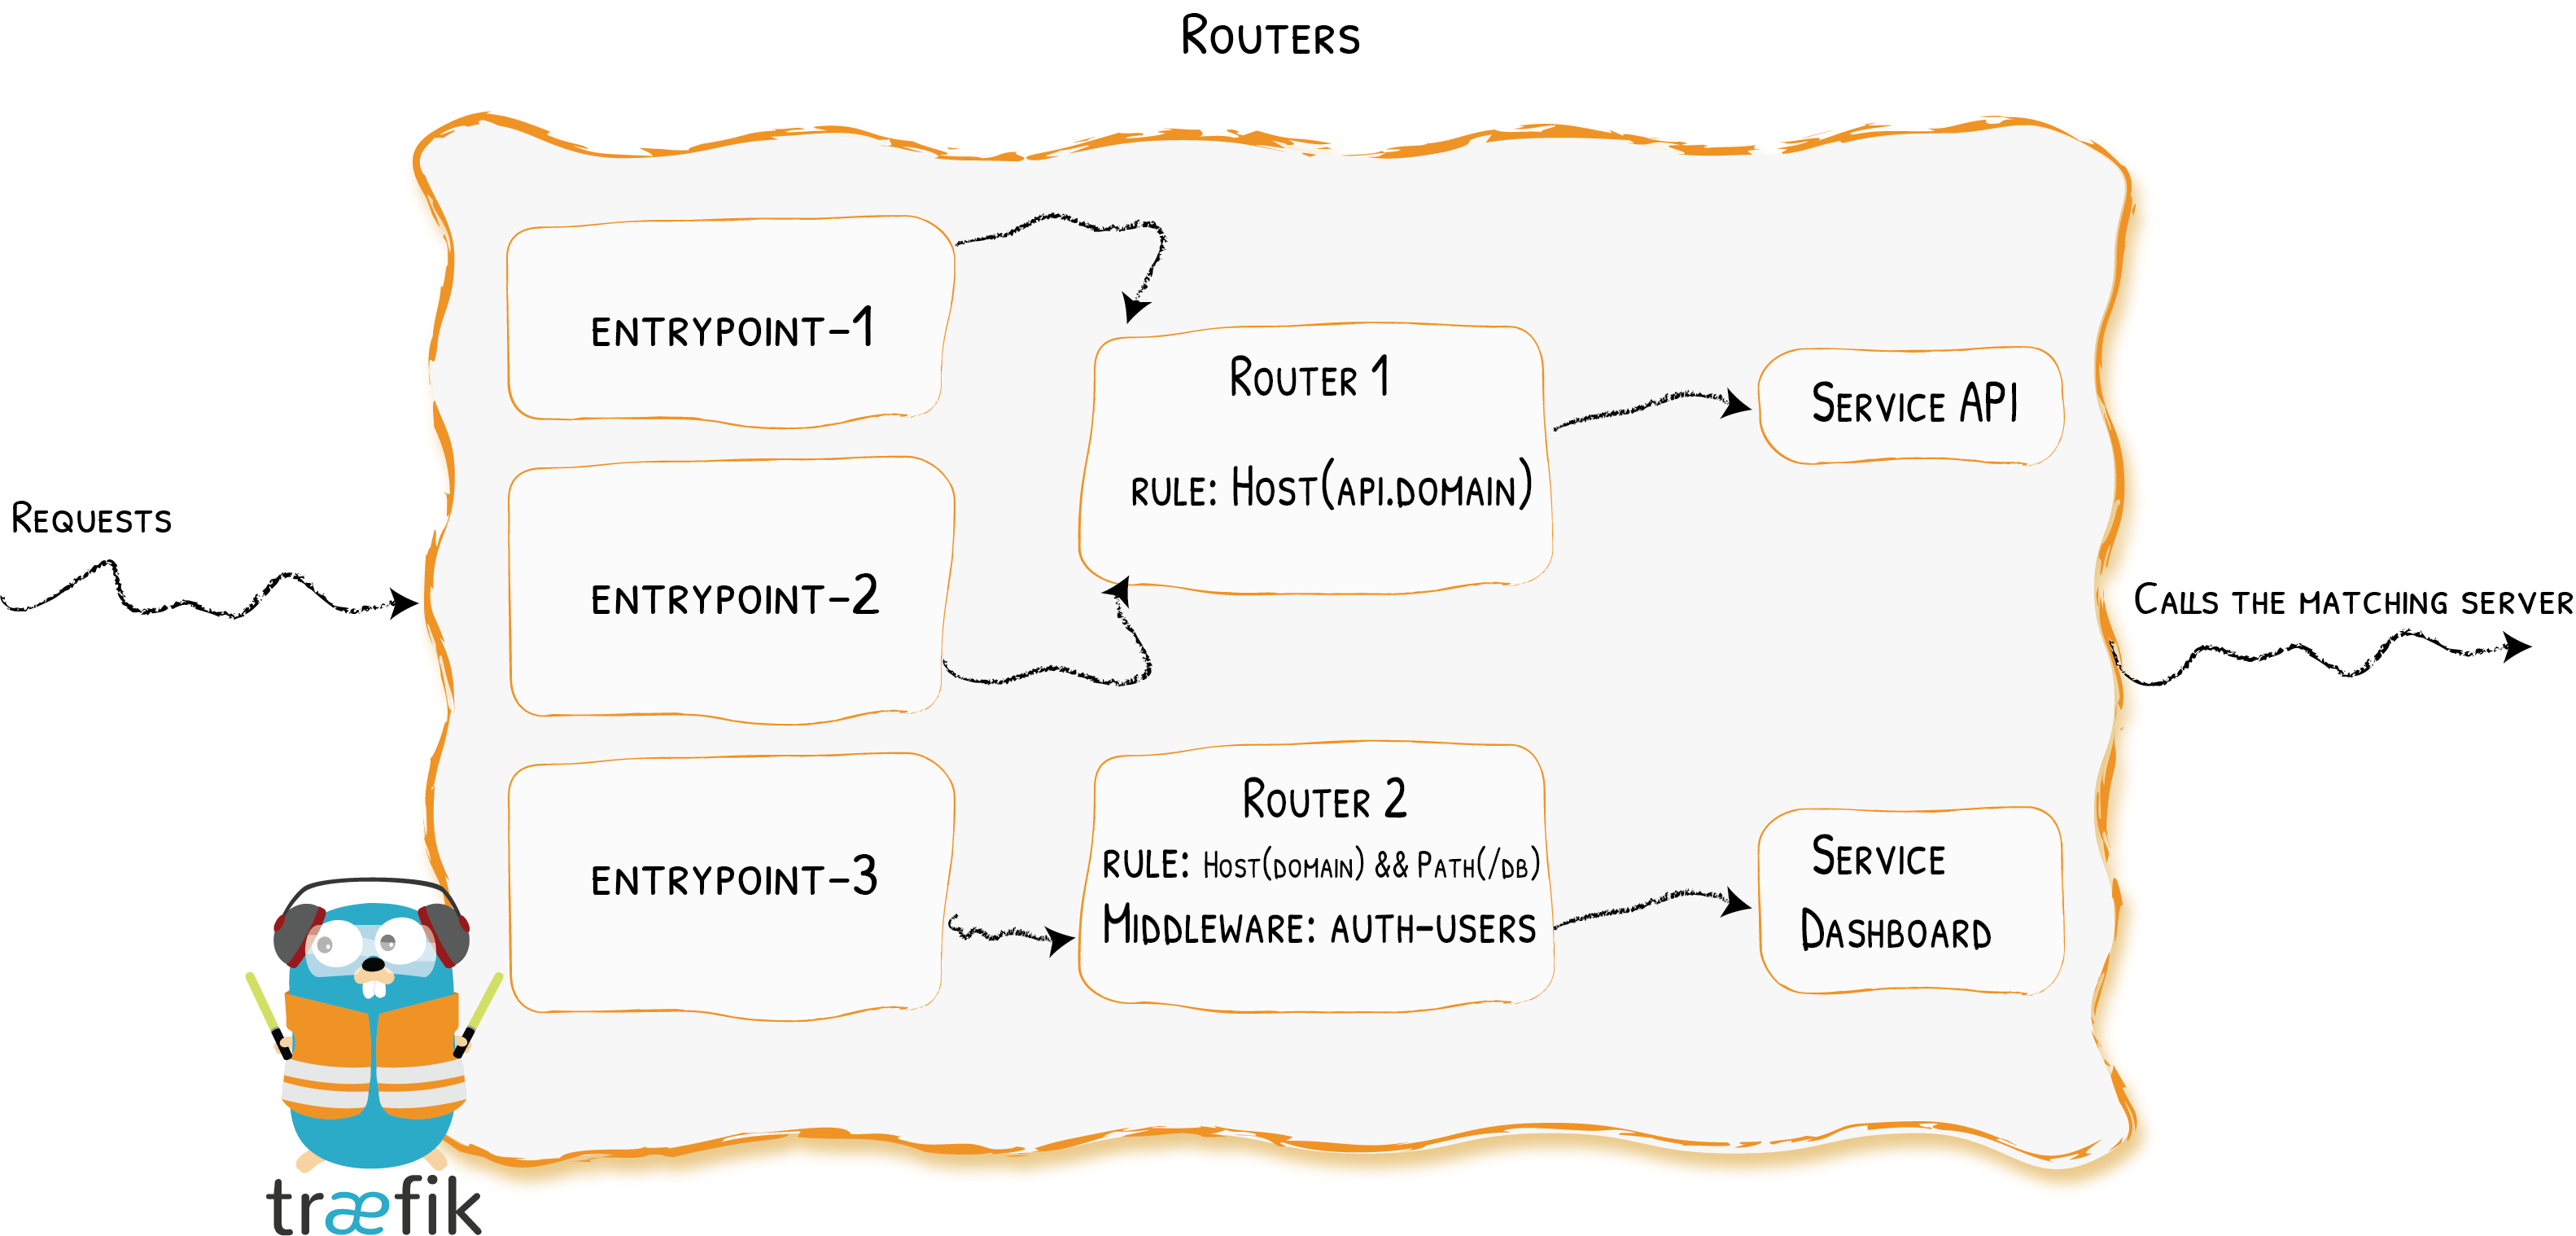 Routers
Requests
entrypoint-1
entrypoint-2
entrypoint-3
Router 1
rule: Host(api.domain)
Router 2
rule: Host(domain) && Path(/db)
Middleware: auth-users
Service API
Service
Dashboard
Calls the matching server
træfik